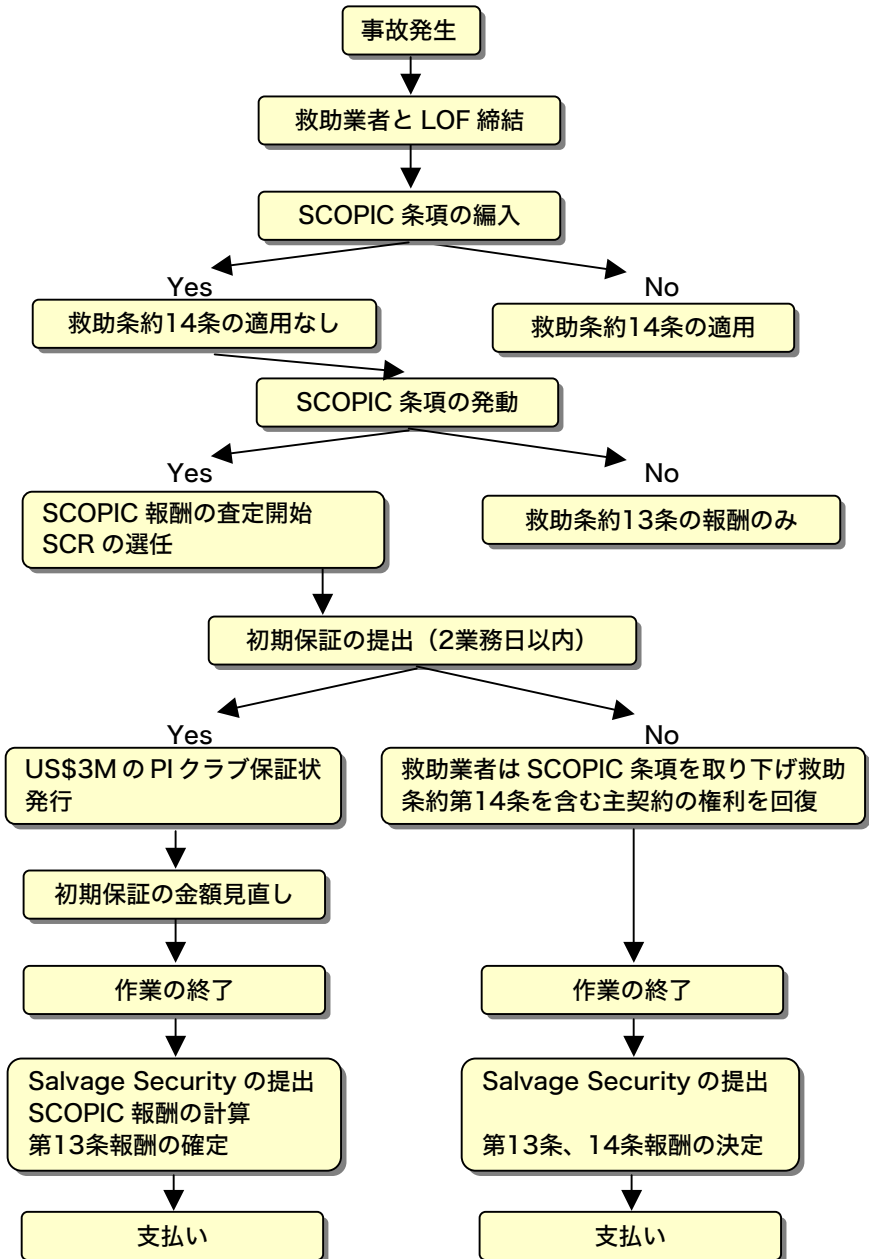 事故発生
救助業者と LOF 締結
SCOPIC 条項の編入
Yes
No
救助条約14条の適用なし
救助条約14条の適用
SCOPIC 条項の発動
Yes
No
SCOPIC 報酬の査定開始
SCR の選任
救助条約13条の報酬のみ
初期保証の提出（2業務日以内）
Yes
No
US$3M の PI クラブ保証状
発行
救助業者は SCOPIC 条項を取り下げ救助
条約第14条を含む主契約の権利を回復
初期保証の金額見直し
作業の終了
作業の終了
Salvage Security の提出
SCOPIC 報酬の計算
第13条報酬の確定
Salvage Security の提出
第13条、14条報酬の決定
支払い
支払い